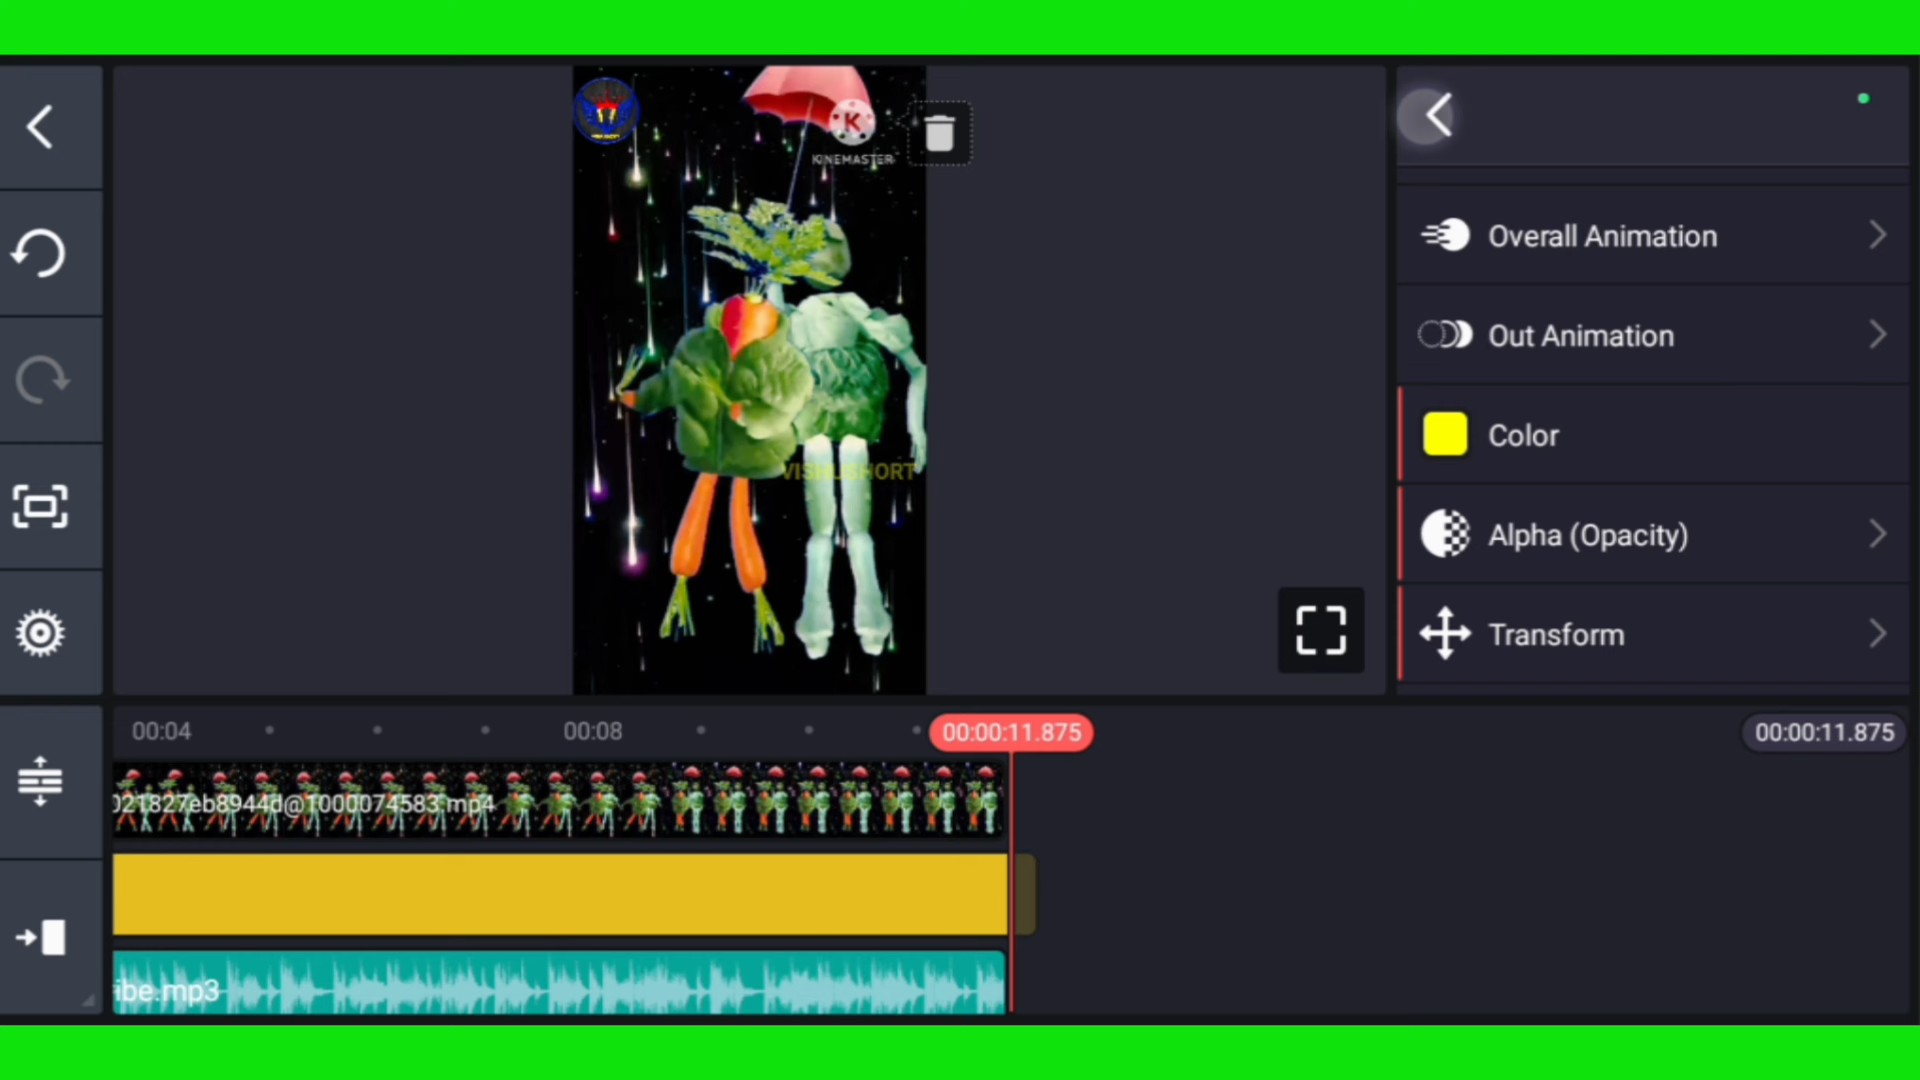 KINEMASTER
VISHUSHORT
Overall Animation
Out Animation
Color
Alpha (Opacity)
Transform
00:04
00:08
00:00:11.875
00:00:11.875
021827eb8944d@1000074583.mp4
ibe.mp3